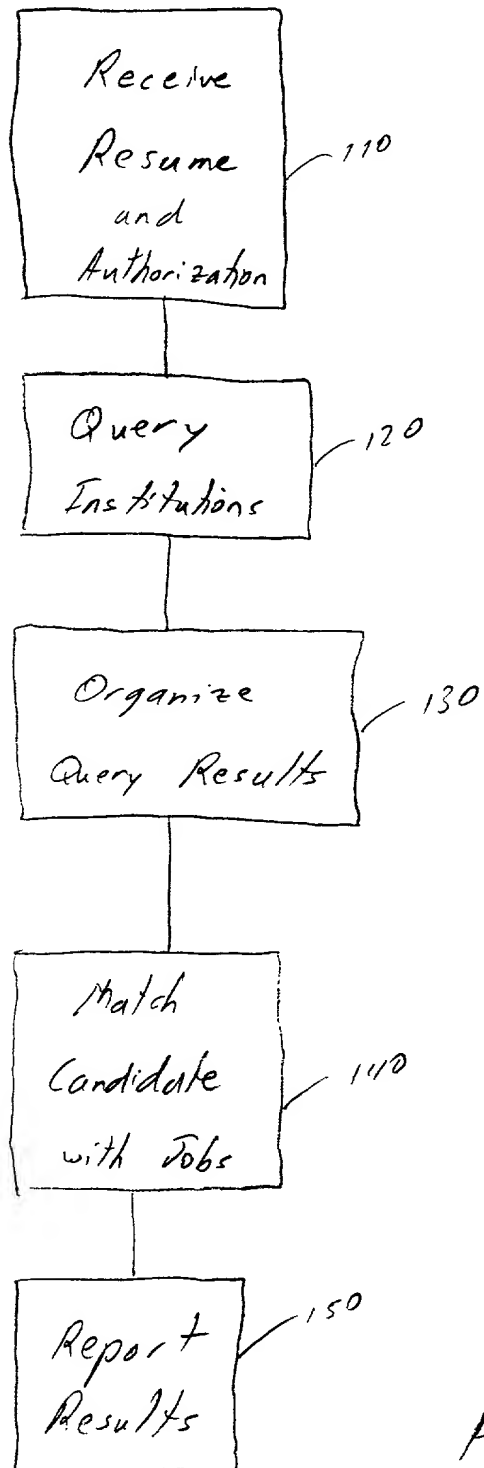 Receive
Resume
and
Authorization
110
Query
Institutions
120
Organize
Query Results
130
Match
Candidate
with Jobs
140
Report
Results
150